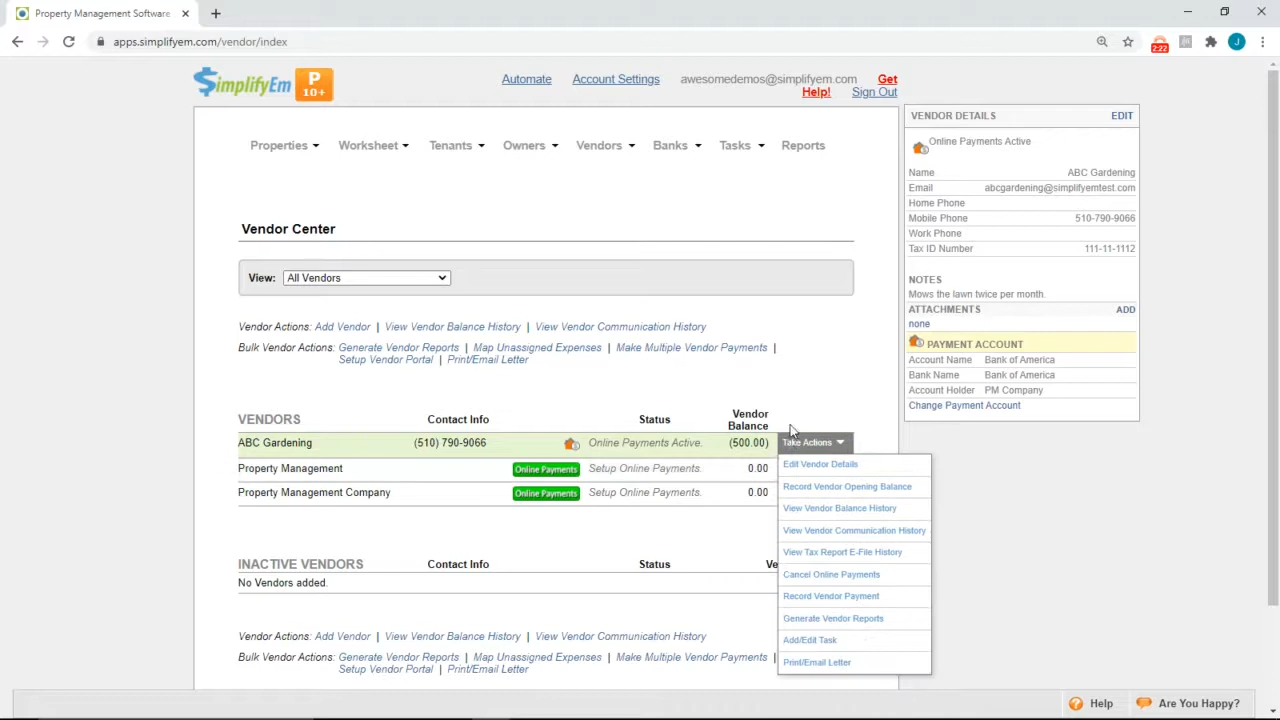 Property Management Software
apps.simplifyem.com/vendor/index
2:22
J
$implifyEm P 10+
Automate Account Settings awesomedemos@simplifyem.com Get Help! Sign Out
Properties Worksheet Tenants Owners Vendors Banks Tasks Reports
Vendor Center
View: All Vendors
Vendor Actions: Add Vendor | View Vendor Balance History | View Vendor Communication History
Bulk Vendor Actions: Generate Vendor Reports | Map Unassigned Expenses | Make Multiple Vendor Payments |
Setup Vendor Portal | Print/Email Letter
VENDORS Contact Info Status Vendor Balance
ABC Gardening (510) 790-9066 Online Payments Active. (500.00) Take Actions
Property Management Online Payments Setup Online Payments. 0.00
Property Management Company Online Payments Setup Online Payments. 0.00
Edit Vendor Details
Record Vendor Opening Balance
View Vendor Balance History
View Vendor Communication History
View Tax Report E-File History
Cancel Online Payments
Record Vendor Payment
Generate Vendor Reports
Add/Edit Task
Print/Email Letter
INACTIVE VENDORS Contact Info Status Ve
No Vendors added.
Vendor Actions: Add Vendor | View Vendor Balance History | View Vendor Communication History
Bulk Vendor Actions: Generate Vendor Reports | Map Unassigned Expenses | Make Multiple Vendor Payments |
Setup Vendor Portal | Print/Email Letter
VENDOR DETAILS EDIT
Online Payments Active
Name ABC Gardening
Email abcgardening@simplifyemtest.com
Home Phone
Mobile Phone 510-790-9066
Work Phone
Tax ID Number 111-11-1112
NOTES
Mows the lawn twice per month.
ATTACHMENTS ADD
none
PAYMENT ACCOUNT
Account Name Bank of America
Bank Name Bank of America
Account Holder PM Company
Change Payment Account
Help Are You Happy?